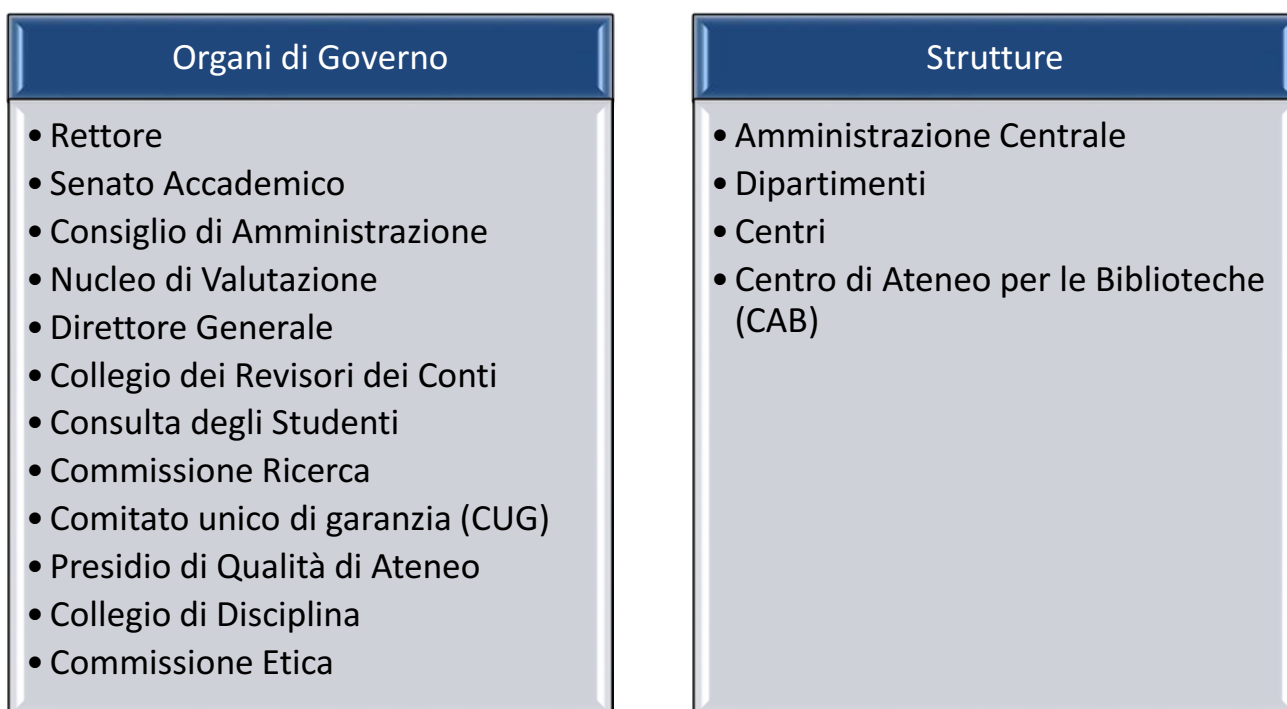 Organi di Governo
• Rettore
• Senato Accademico
• Consiglio di Amministrazione
• Nucleo di Valutazione
• Direttore Generale
• Collegio dei Revisori dei Conti
• Consulta degli Studenti
• Commissione Ricerca
• Comitato unico di garanzia (CUG)
• Presidio di Qualità di Ateneo
• Collegio di Disciplina
• Commissione Etica
Strutture
• Amministrazione Centrale
• Dipartimenti
• Centri
• Centro di Ateneo per le Biblioteche
(CAB)